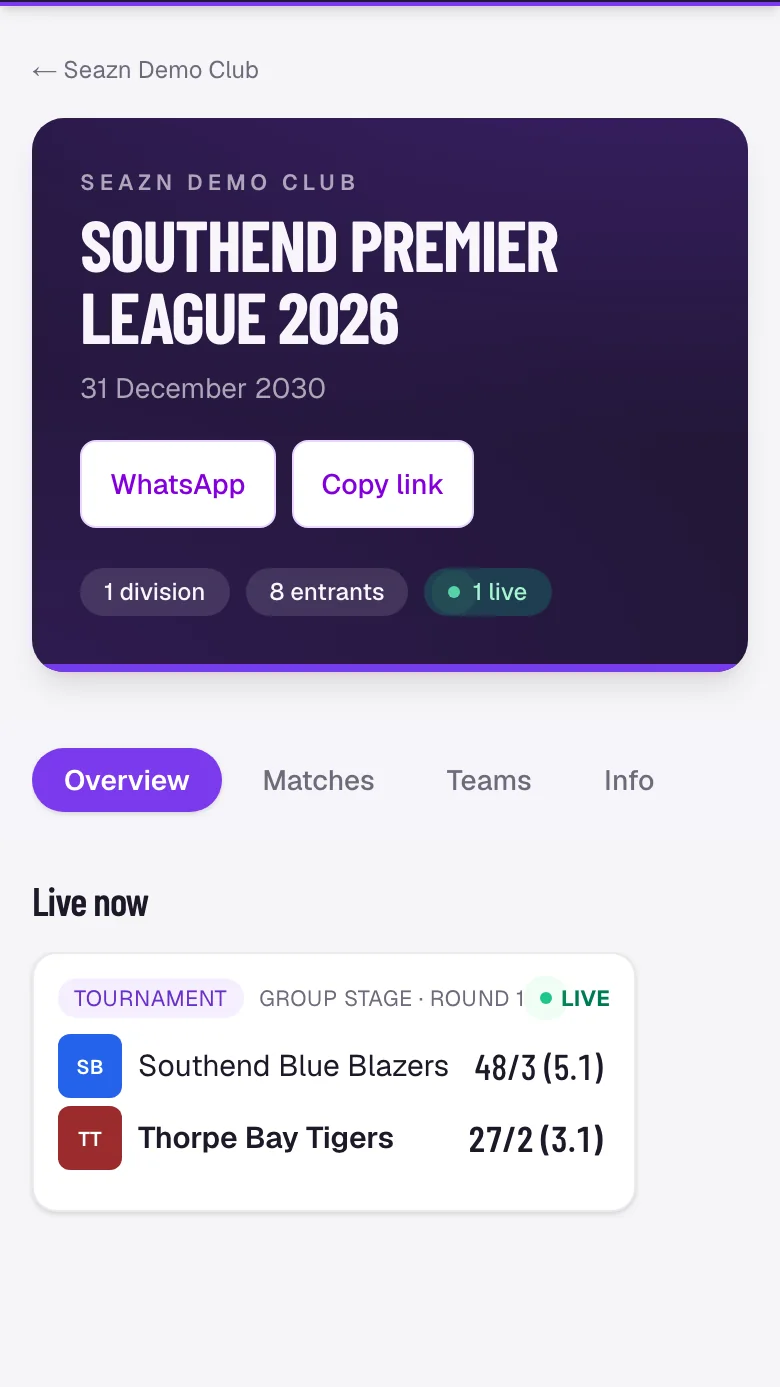 ← Seazn Demo Club
SEAZN DEMO CLUB
SOUTHEND PREMIER
LEAGUE 2026
31 December 2030
WhatsApp Copy link
1 division 8 entrants 1 live
Overview Matches Teams Info
Live now
TOURNAMENT GROUP STAGE · ROUND 1 LIVE
SB Southend Blue Blazers 48/3 (5.1)
TT Thorpe Bay Tigers 27/2 (3.1)